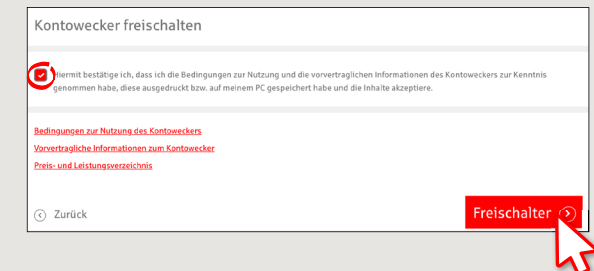 Kontowecker freischalten
Hiermit bestätige ich, dass ich die Bedingungen zur Nutzung und die vorvertraglichen Informationen des Kontoweckers zur Kenntnis
genommen habe, diese ausgedruckt bzw. auf meinem PC gespeichert habe und die Inhalte akzeptiere.
Bedingungen zur Nutzung des Kontoweckers
Vorvertragliche Informationen zum Kontowecker
Preis- und Leistungsverzeichnis
Zurück
Freischalten